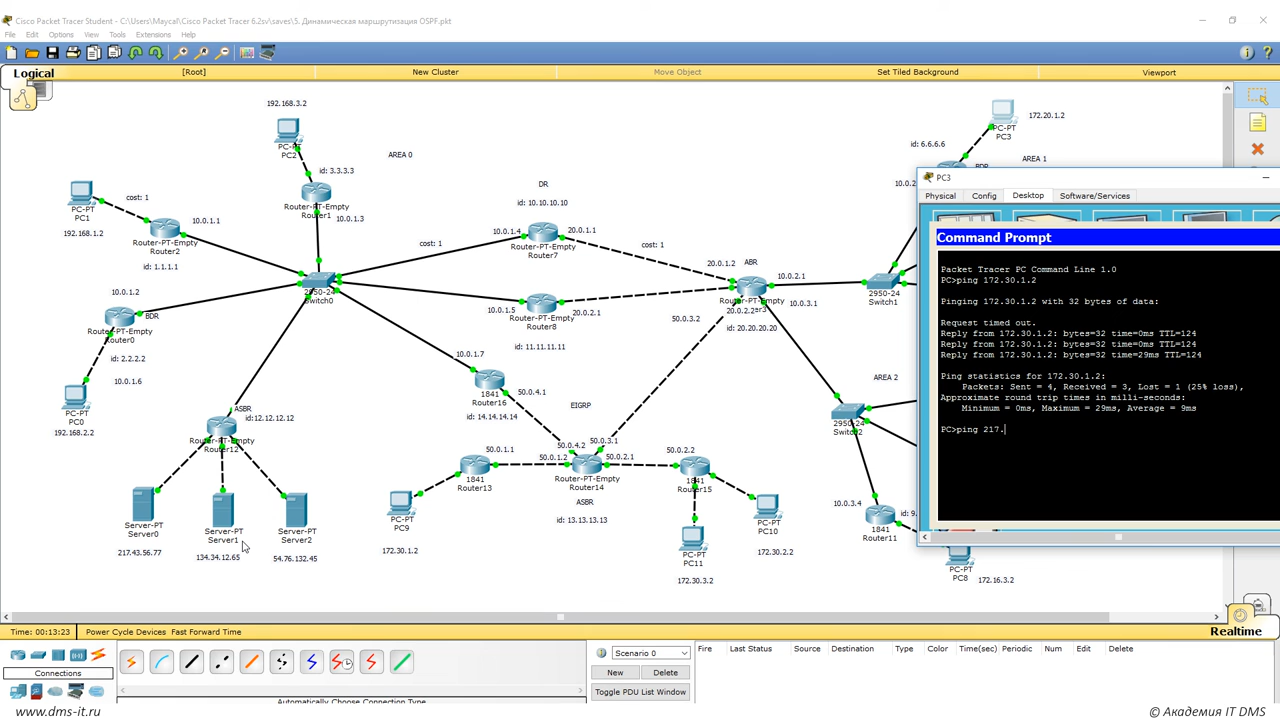 Cisco Packet Tracer Student - C:\Users\Maycal\Cisco Packet Tracer 6.2sv\saves\5. Динамическая маршрутизация OSPF.pkt
File Edit Options View Tools Extensions Help
Logical
[Root]
New Cluster
Move Object
Set Tiled Background
Viewport
192.168.3.2
PC-PT
PC2
id: 3.3.3.3
AREA 0
Router-PT-Empty
Router1
10.0.1.3
PC-PT
PC1
cost: 1
192.168.1.2
10.0.1.1
Router-PT-Empty
Router2
id: 1.1.1.1
2950-24
Switch0
10.0.1.2
BDR
Router-PT-Empty
Router0
id: 2.2.2.2
10.0.1.6
PC-PT
PC0
192.168.2.2
DR
id: 10.10.10.10
10.0.1.4
20.0.1.1
Router-PT-Empty
Router7
cost: 1
cost: 1
10.0.1.5
20.0.2.1
Router-PT-Empty
Router8
id: 11.11.11.11
ABR
20.0.1.2
10.0.2.1
Router-PT-Empty
20.0.2.2
10.0.3.1
50.0.3.2
id: 20.20.20.20
10.0.1.7
1841
Router16
50.0.4.1
id: 14.14.14.14
EIGRP
ASBR
id:12.12.12.12
Router-PT-Empty
Router12
Server-PT
Server0
217.43.56.77
Server-PT
Server1
134.34.12.65
Server-PT
Server2
54.76.132.45
50.0.1.1
1841
Router13
PC-PT
PC9
172.30.1.2
50.0.4.2
50.0.3.1
50.0.1.2
50.0.2.1
Router-PT-Empty
Router14
ASBR
id: 13.13.13.13
50.0.2.2
1841
Router15
PC-PT
PC10
172.30.2.2
PC-PT
PC11
172.30.3.2
172.20.1.2
PC-PT
PC3
id: 6.6.6.6
BDR
AREA 1
10.0.2
2950-24
Switch1
AREA 2
2950-24
10.0.3.4
1841
Router11
id: 9.
PC-PT
PC8
172.16.3.2
PC3
Physical Config Desktop Software/Services
Command Prompt
Packet Tracer PC Command Line 1.0
PC>ping 172.30.1.2
Pinging 172.30.1.2 with 32 bytes of data:
Request timed out.
Reply from 172.30.1.2: bytes=32 time=0ms TTL=124
Reply from 172.30.1.2: bytes=32 time=0ms TTL=124
Reply from 172.30.1.2: bytes=32 time=29ms TTL=124
Ping statistics for 172.30.1.2:
Packets: Sent = 4, Received = 3, Lost = 1 (25% loss),
Approximate round trip times in milli-seconds:
Minimum = 0ms, Maximum = 29ms, Average = 9ms
PC>ping 217.
Time: 00:13:23 Power Cycle Devices Fast Forward Time
Realtime
Connections
Automatically Choose Connection Type
Scenario 0
New Delete
Toggle PDU List Window
Fire Last Status Source Destination Type Color Time(sec) Periodic Num Edit Delete
www.dms-it.ru
© Академия IT DMS